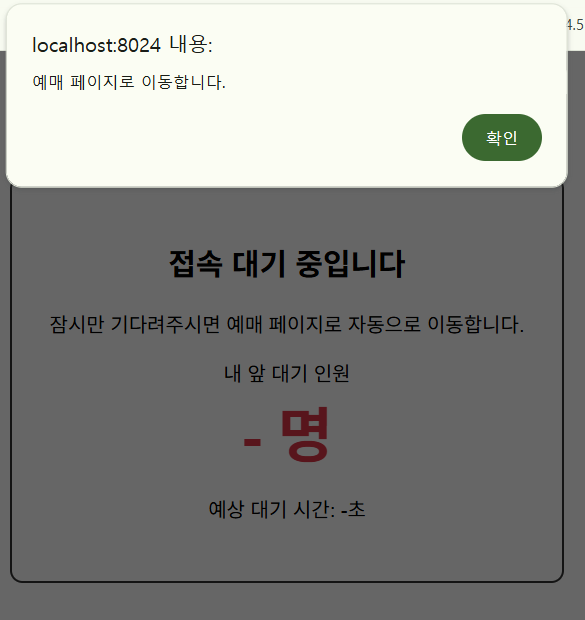 localhost:8024 내용:
4.5
예매 페이지로 이동합니다.
확인
접속 대기 중입니다
잠시만 기다려주시면 예매 페이지로 자동으로 이동합니다.
내 앞 대기 인원
- 명
예상 대기 시간: -초